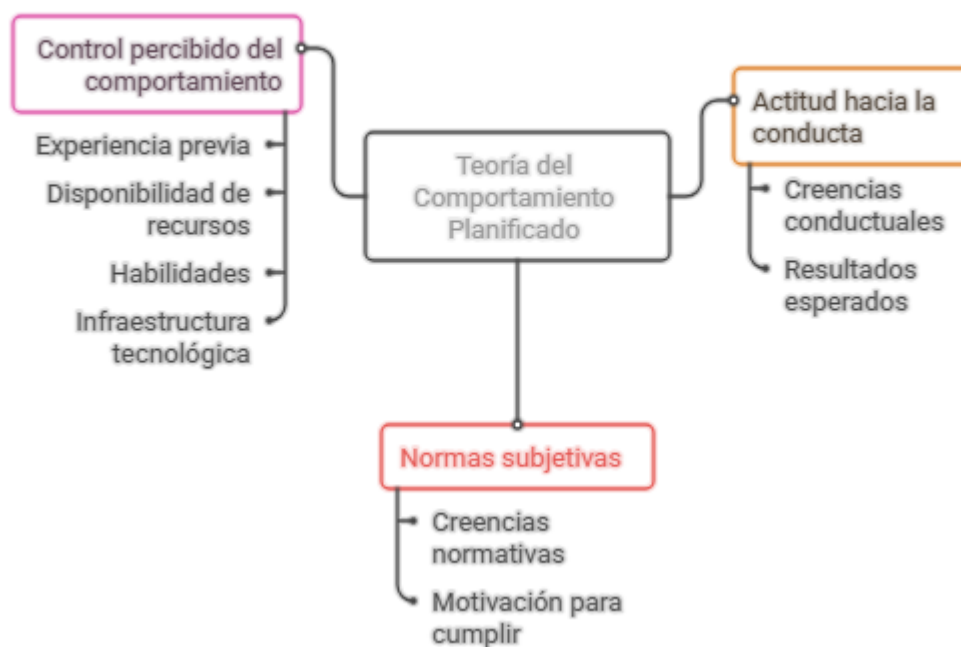 Control percibido del
comportamiento
Experiencia previa
Disponibilidad de
recursos
Habilidades
Infraestructura
tecnológica
Teoría del
Comportamiento
Planificado
Actitud hacia la
conducta
Creencias
conductuales
Resultados
esperados
Normas subjetivas
Creencias
normativas
Motivación para
cumplir